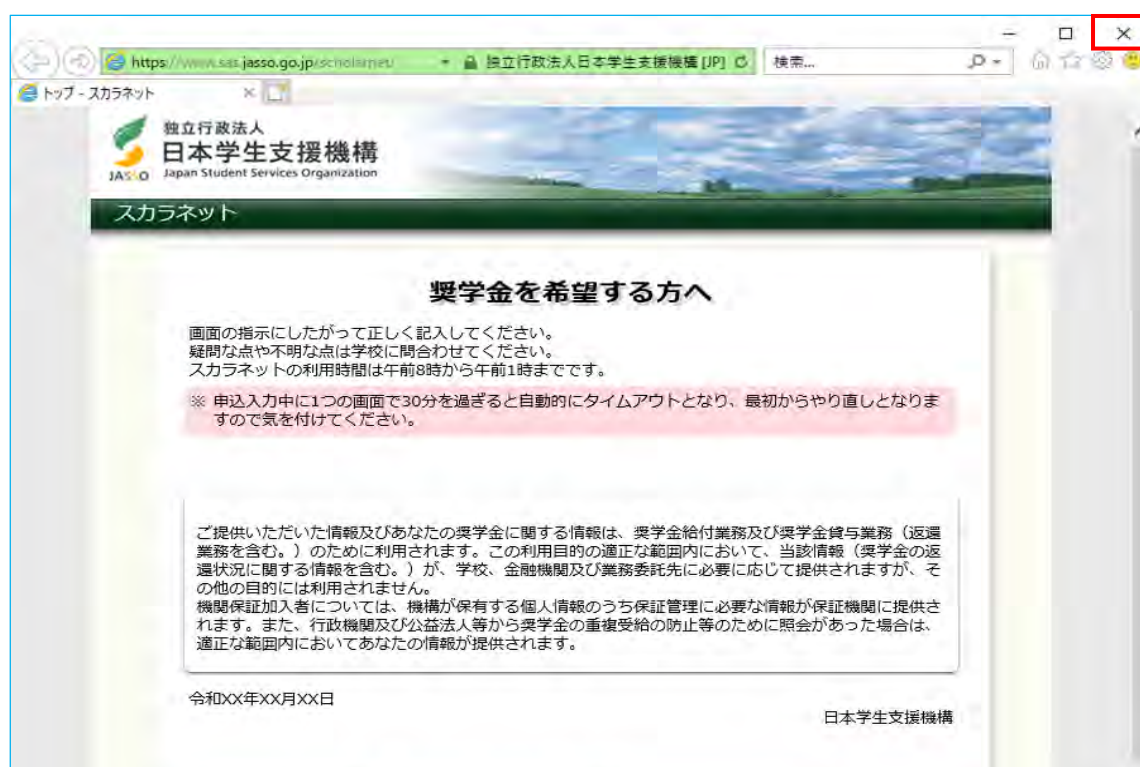 https://www.sas.jasso.go.jp/scholarnet/ 独立行政法人日本学生支援機構 [JP] 検索...
トップ - スカラネット
独立行政法人
日本学生支援機構
JASSO Japan Student Services Organization
スカラネット
奨学金を希望する方へ
画面の指示にしたがって正しく記入してください。
疑問な点や不明な点は学校に問合わせてください。
スカラネットの利用時間は午前8時から午前1時までです。
※ 申込入力中に1つの画面で30分を過ぎると自動的にタイムアウトとなり、最初からやり直しとなりま
すので気を付けてください。
ご提供いただいた情報及びあなたの奨学金に関する情報は、奨学金給付業務及び奨学金貸与業務（返還
業務を含む。）のために利用されます。この利用目的の適正な範囲内において、当該情報（奨学金の返
還状況に関する情報を含む。）が、学校、金融機関及び業務委託先に必要に応じて提供されますが、そ
の他の目的には利用されません。
機関保証加入者については、機構が保有する個人情報のうち保証管理に必要な情報が保証機関に提供さ
れます。また、行政機関及び公益法人等から奨学金の重複受給の防止等のために照会があった場合は、
適正な範囲内においてあなたの情報が提供されます。
令和XX年XX月XX日
日本学生支援機構